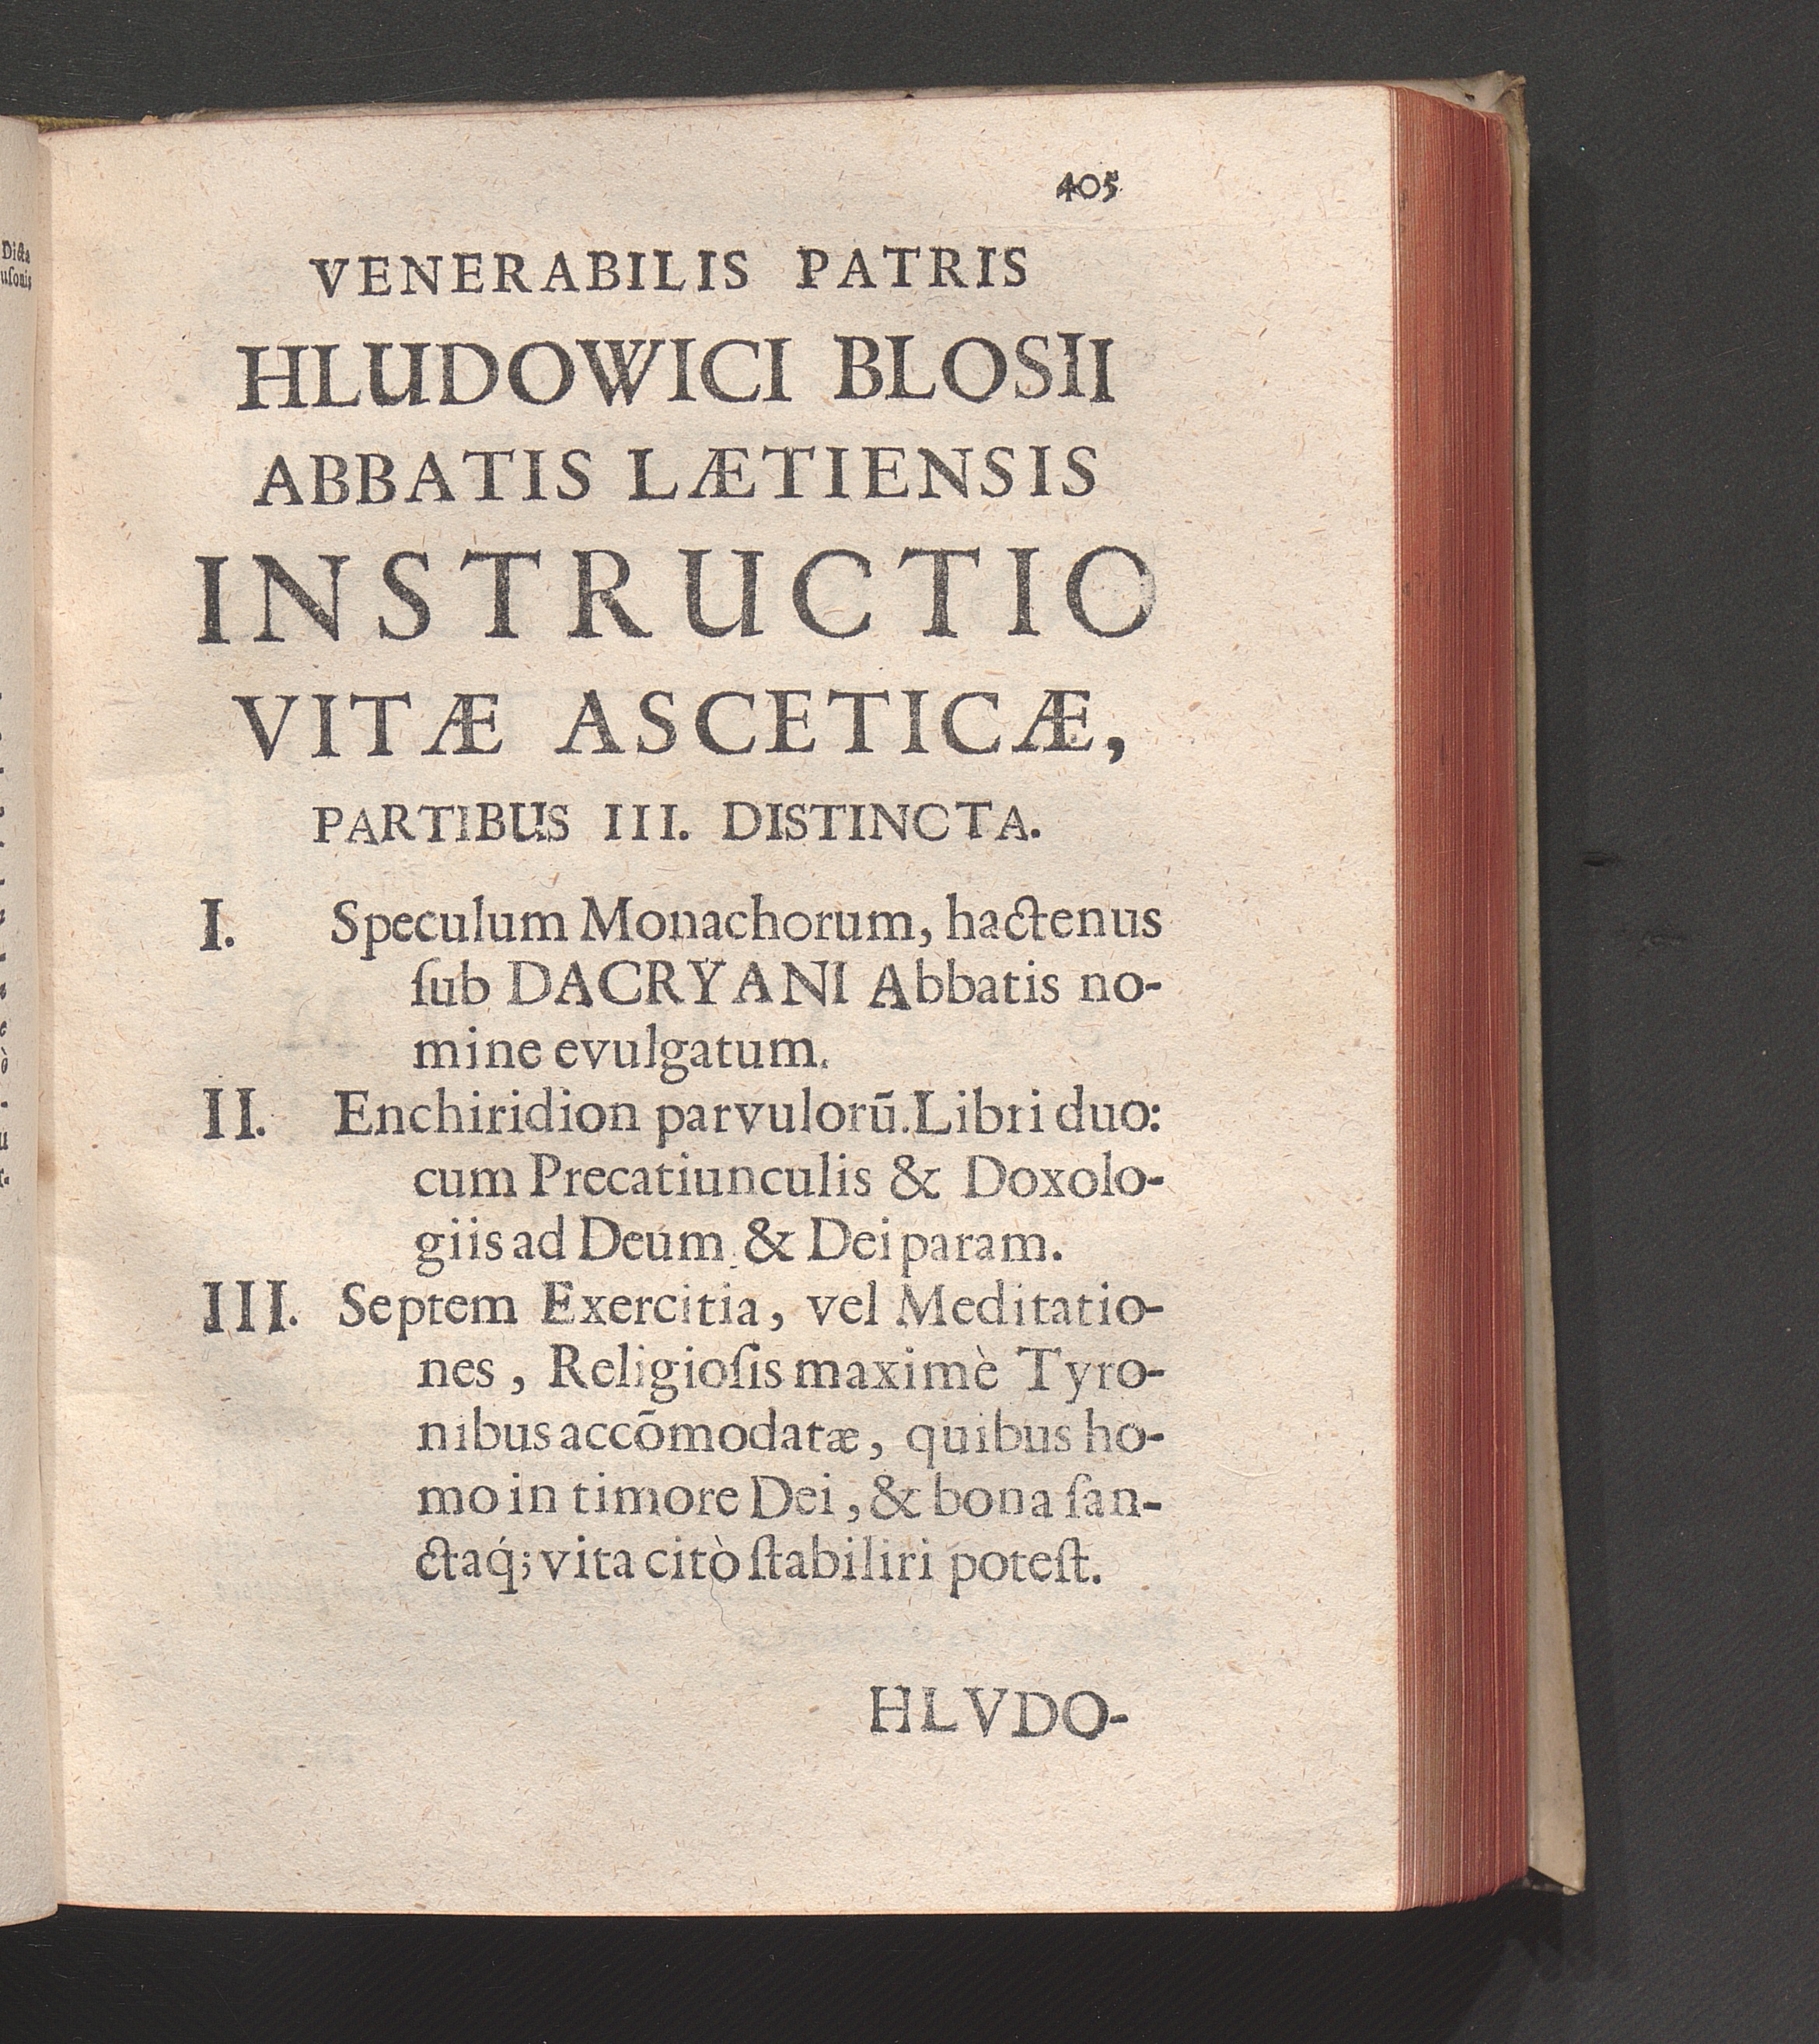 Dicta
uſonis
405
VENERABILIS PATRIS
HLUDOWICI BLOSII
ABBATIS LÆTIENSIS
INSTRUCTIO
VITÆ ASCETICÆ,
PARTIBUS III. DISTINCTA.
I. Speculum Monachorum, hactenus
ſub DACRYANI Abbatis no-
mine evulgatum.
II. Enchiridion parvulorū. Libri duo:
cum Precatiunculis & Doxolo-
giis ad Deum & Deiparam.
III. Septem Exercitia, vel Meditatio-
nes, Religioſis maximè Tyro-
nibus accōmodatæ, quibus ho-
mo in timore Dei, & bona ſan-
ctaq́; vita citò ſtabiliri poteſt.
HLVDO-